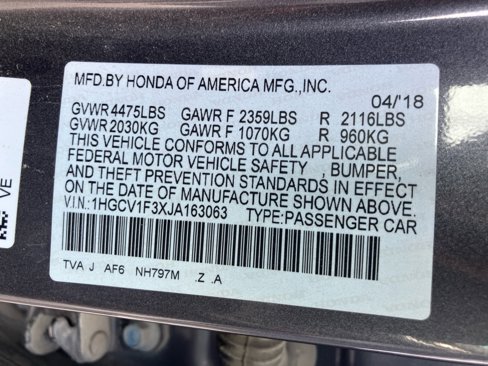 MFD.BY HONDA OF AMERICA MFG.,INC.
04/'18
GVWR 4475LBS GAWR F 2359LBS R 2116LBS
GVWR 2030KG GAWR F 1070KG R 960KG
THIS VEHICLE CONFORMS TO ALL APPLICABLE
FEDERAL MOTOR VEHICLE SAFETY , BUMPER,
AND THEFT PREVENTION STANDARDS IN EFFECT
ON THE DATE OF MANUFACTURE SHOWN ABOVE.
V.I.N.:1HGCV1F3XJA163063 TYPE:PASSENGER CAR
TVA J AF6 NH797M .Z .A
VE